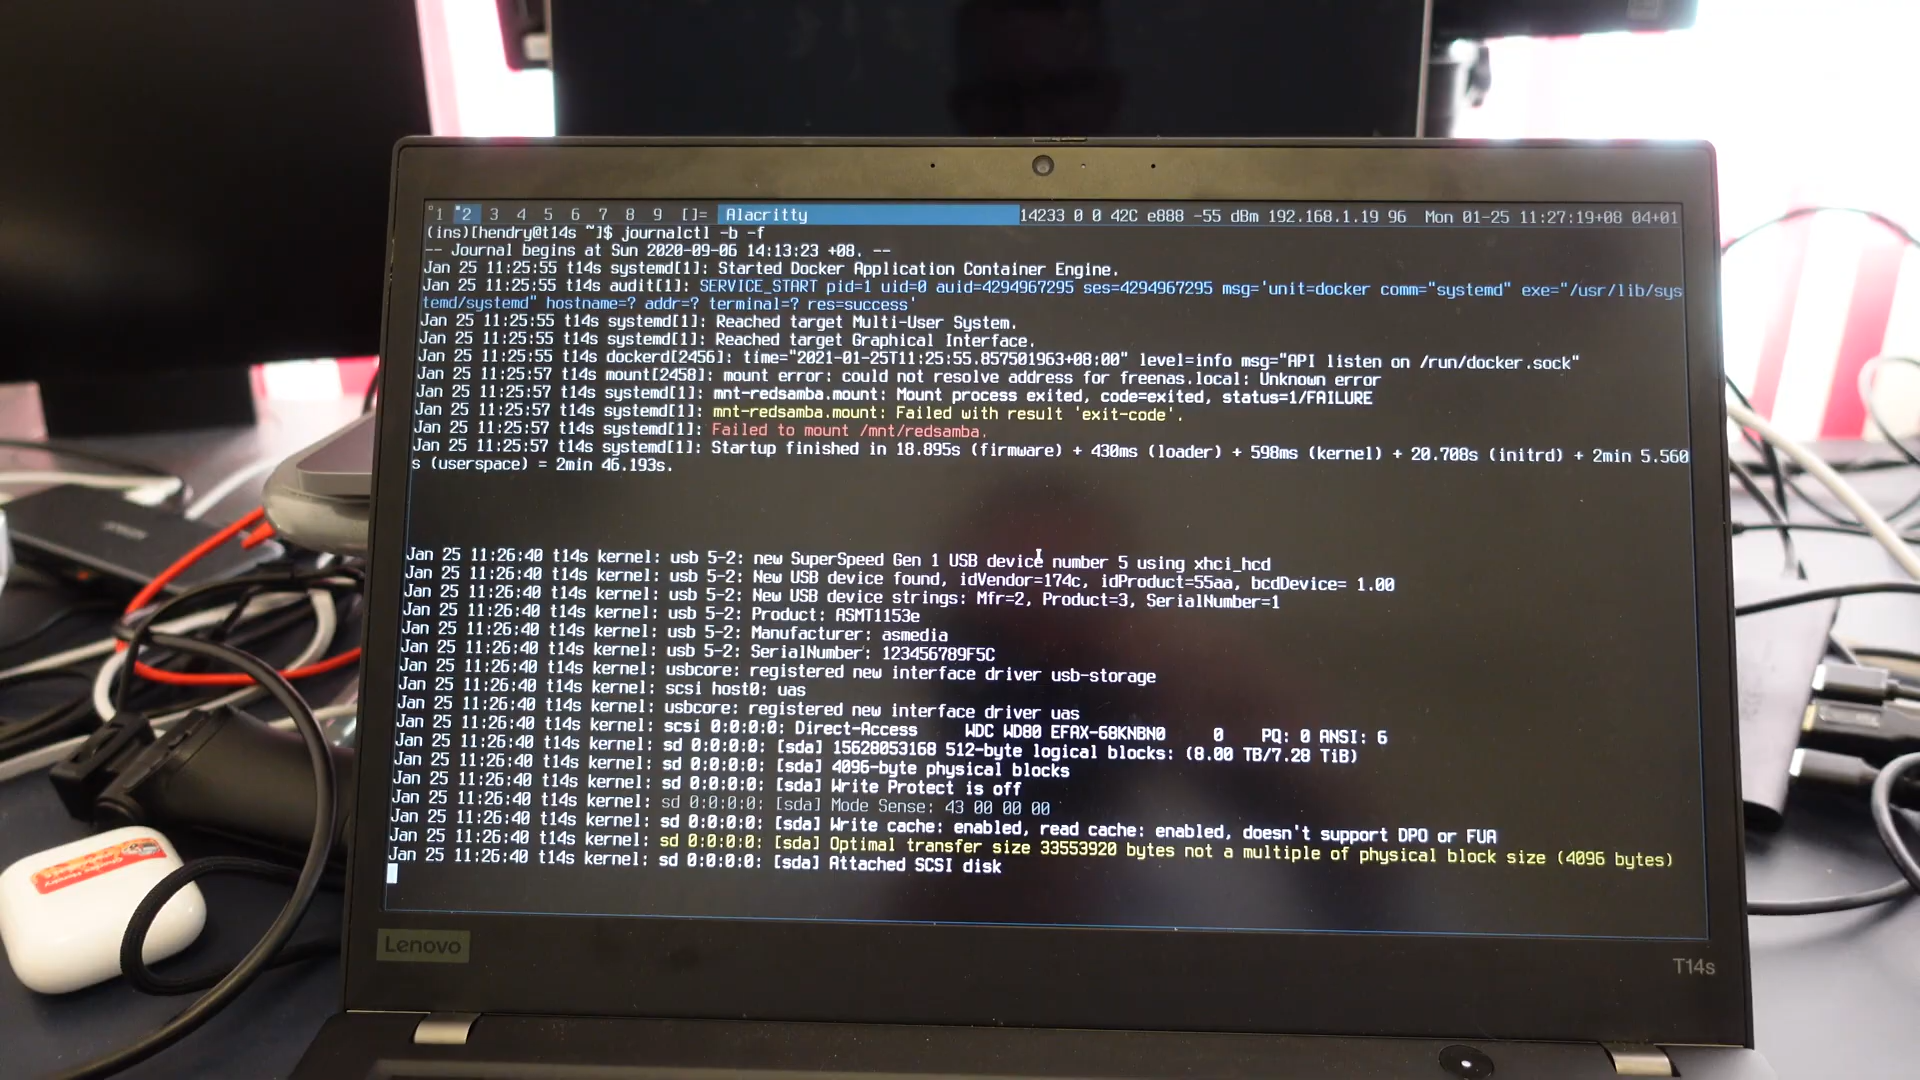 1 2 3 4 5 6 7 8 9 []= Alacritty 14233 0 0 42C e888 -55 dBm 192.168.1.19 96 Mon 01-25 11:27:19+08 04+01
(ins)[hendry@t14s ~]$ journalctl -b -f
-- Journal begins at Sun 2020-09-06 14:13:23 +08. --
Jan 25 11:25:55 t14s systemd[1]: Started Docker Application Container Engine.
Jan 25 11:25:55 t14s audit[1]: SERVICE_START pid=1 uid=0 auid=4294967295 ses=4294967295 msg='unit=docker comm="systemd" exe="/usr/lib/sys
temd/systemd" hostname=? addr=? terminal=? res=success'
Jan 25 11:25:55 t14s systemd[1]: Reached target Multi-User System.
Jan 25 11:25:55 t14s systemd[1]: Reached target Graphical Interface.
Jan 25 11:25:55 t14s dockerd[2456]: time="2021-01-25T11:25:55.857501963+08:00" level=info msg="API listen on /run/docker.sock"
Jan 25 11:25:57 t14s mount[2458]: mount error: could not resolve address for freenas.local: Unknown error
Jan 25 11:25:57 t14s systemd[1]: mnt-redsamba.mount: Mount process exited, code=exited, status=1/FAILURE
Jan 25 11:25:57 t14s systemd[1]: mnt-redsamba.mount: Failed with result 'exit-code'.
Jan 25 11:25:57 t14s systemd[1]: Failed to mount /mnt/redsamba.
Jan 25 11:25:57 t14s systemd[1]: Startup finished in 18.895s (firmware) + 430ms (loader) + 598ms (kernel) + 20.708s (initrd) + 2min 5.560
s (userspace) = 2min 46.193s.
Jan 25 11:26:40 t14s kernel: usb 5-2: new SuperSpeed Gen 1 USB device number 5 using xhci_hcd
Jan 25 11:26:40 t14s kernel: usb 5-2: New USB device found, idVendor=174c, idProduct=55aa, bcdDevice= 1.00
Jan 25 11:26:40 t14s kernel: usb 5-2: New USB device strings: Mfr=2, Product=3, SerialNumber=1
Jan 25 11:26:40 t14s kernel: usb 5-2: Product: ASMT1153e
Jan 25 11:26:40 t14s kernel: usb 5-2: Manufacturer: asmedia
Jan 25 11:26:40 t14s kernel: usb 5-2: SerialNumber: 123456789F5C
Jan 25 11:26:40 t14s kernel: usbcore: registered new interface driver usb-storage
Jan 25 11:26:40 t14s kernel: scsi host0: uas
Jan 25 11:26:40 t14s kernel: usbcore: registered new interface driver uas
Jan 25 11:26:40 t14s kernel: scsi 0:0:0:0: Direct-Access WDC WD80 EFAX-68KNBN0 0 PQ: 0 ANSI: 6
Jan 25 11:26:40 t14s kernel: sd 0:0:0:0: [sda] 15628053168 512-byte logical blocks: (8.00 TB/7.28 TiB)
Jan 25 11:26:40 t14s kernel: sd 0:0:0:0: [sda] 4096-byte physical blocks
Jan 25 11:26:40 t14s kernel: sd 0:0:0:0: [sda] Write Protect is off
Jan 25 11:26:40 t14s kernel: sd 0:0:0:0: [sda] Mode Sense: 43 00 00 00
Jan 25 11:26:40 t14s kernel: sd 0:0:0:0: [sda] Write cache: enabled, read cache: enabled, doesn't support DPO or FUA
Jan 25 11:26:40 t14s kernel: sd 0:0:0:0: [sda] Optimal transfer size 33553920 bytes not a multiple of physical block size (4096 bytes)
Jan 25 11:26:40 t14s kernel: sd 0:0:0:0: [sda] Attached SCSI disk
Lenovo
T14s